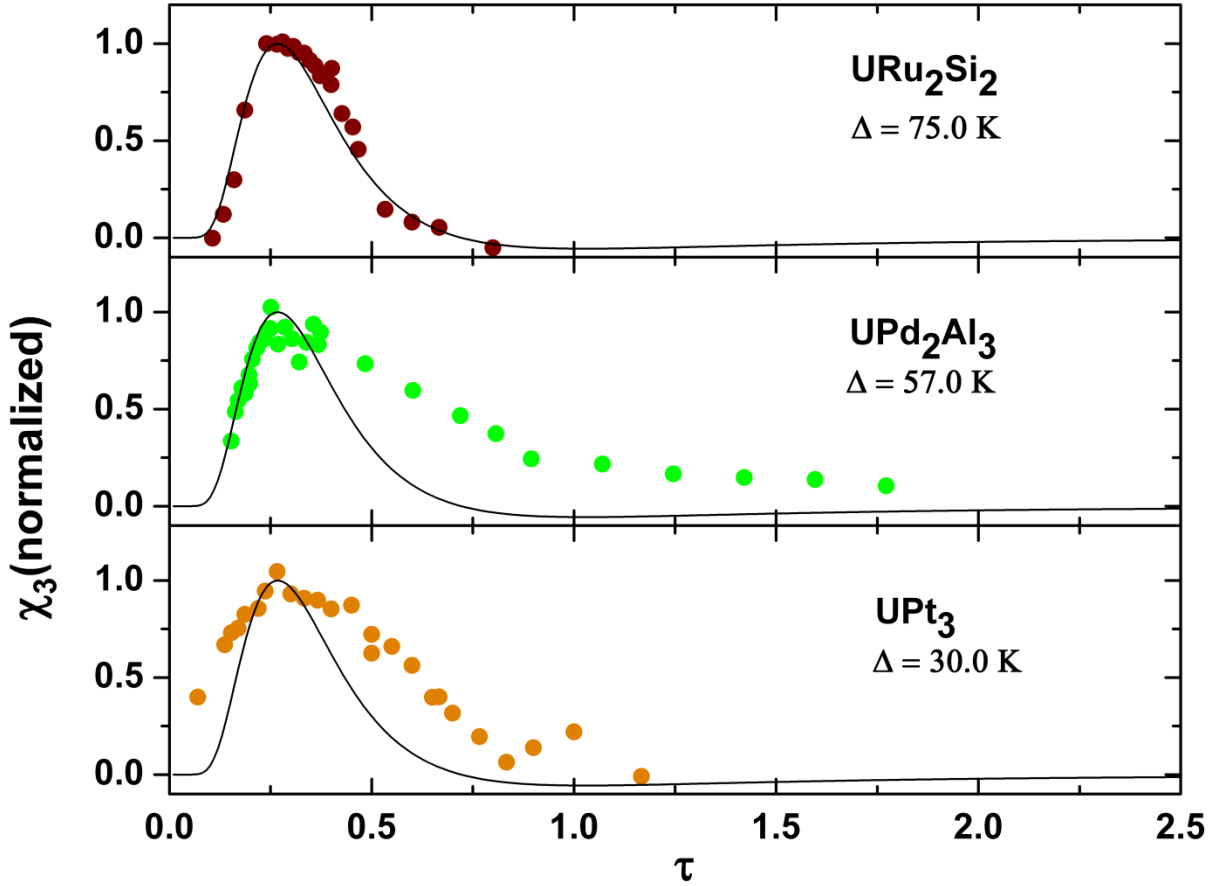 χ₃(normalized)
1.0
0.5
0.0
URu₂Si₂
Δ = 75.0 K
1.0
0.5
0.0
UPd₂Al₃
Δ = 57.0 K
1.0
0.5
0.0
UPt₃
Δ = 30.0 K
0.0 0.5 1.0 1.5 2.0 2.5
τ